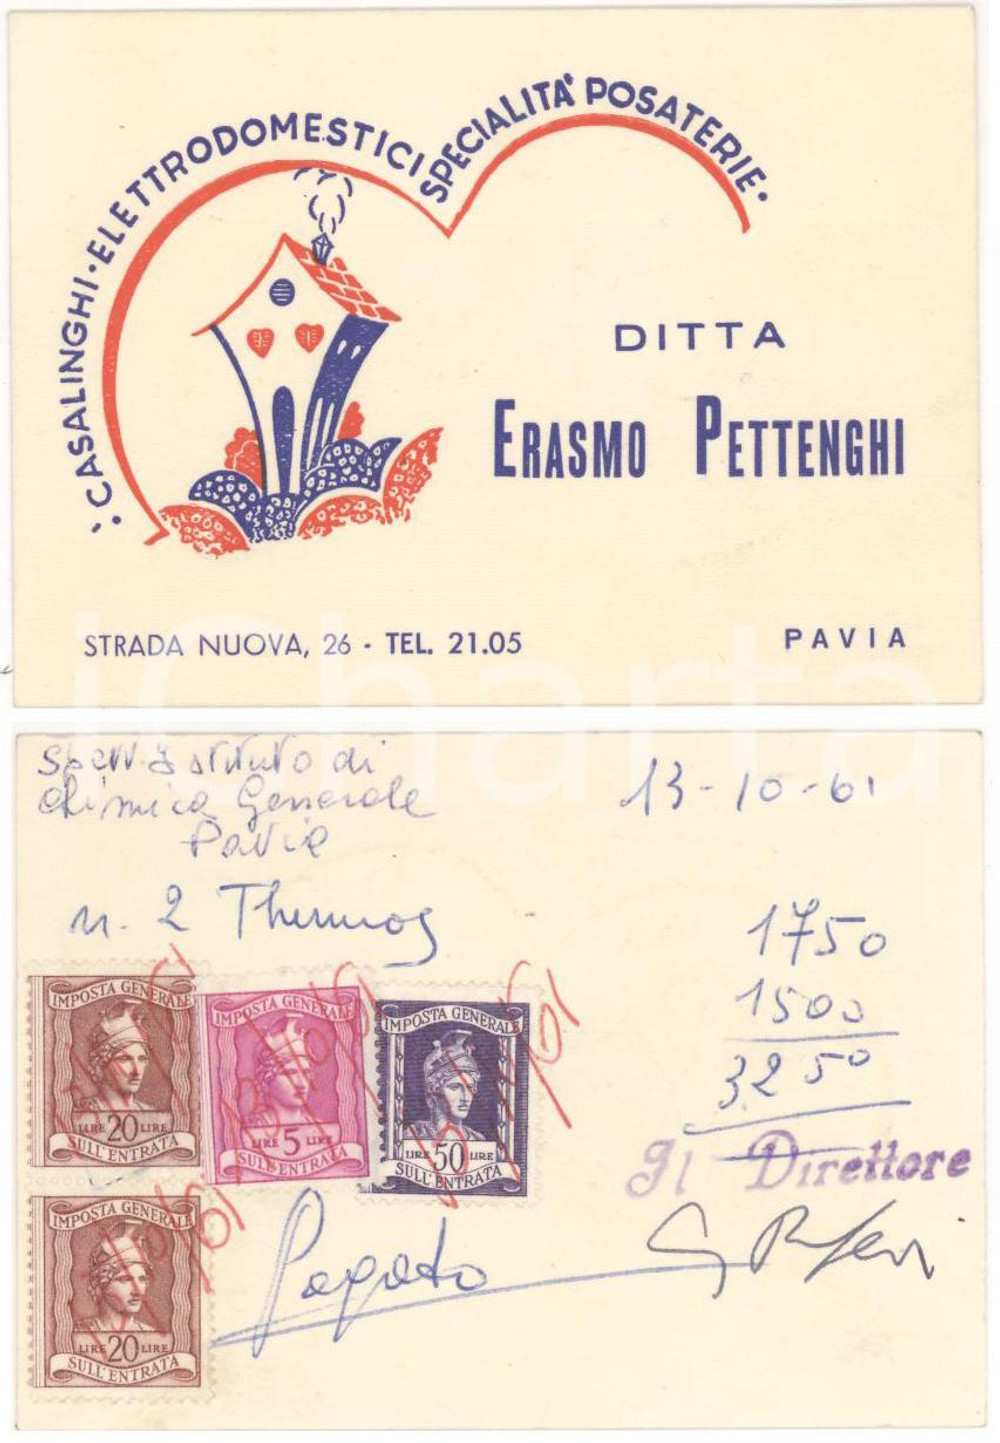 : CASALINGHI • ELETTRODOMESTICI SPECIALITÀ POSATERIE •
DITTA
ERASMO PETTENGHI
STRADA NUOVA, 26 - TEL. 21.05
PAVIA
iCharta
Spett. Istituto di
Chimica Generale
Pavia
13-10-61
n. 2 Thermos
1750
1500
3250
IMPOSTA GENERALE
LIRE 20 LIRE
SULL'ENTRATA
IMPOSTA GENERALE
LIRE 5 LIRE
SULL'ENTRATA
IMPOSTA GENERALE
LIRE 50 LIRE
SULL'ENTRATA
Il Direttore
IMPOSTA GENERALE
LIRE 20 LIRE
SULL'ENTRATA
Pagato